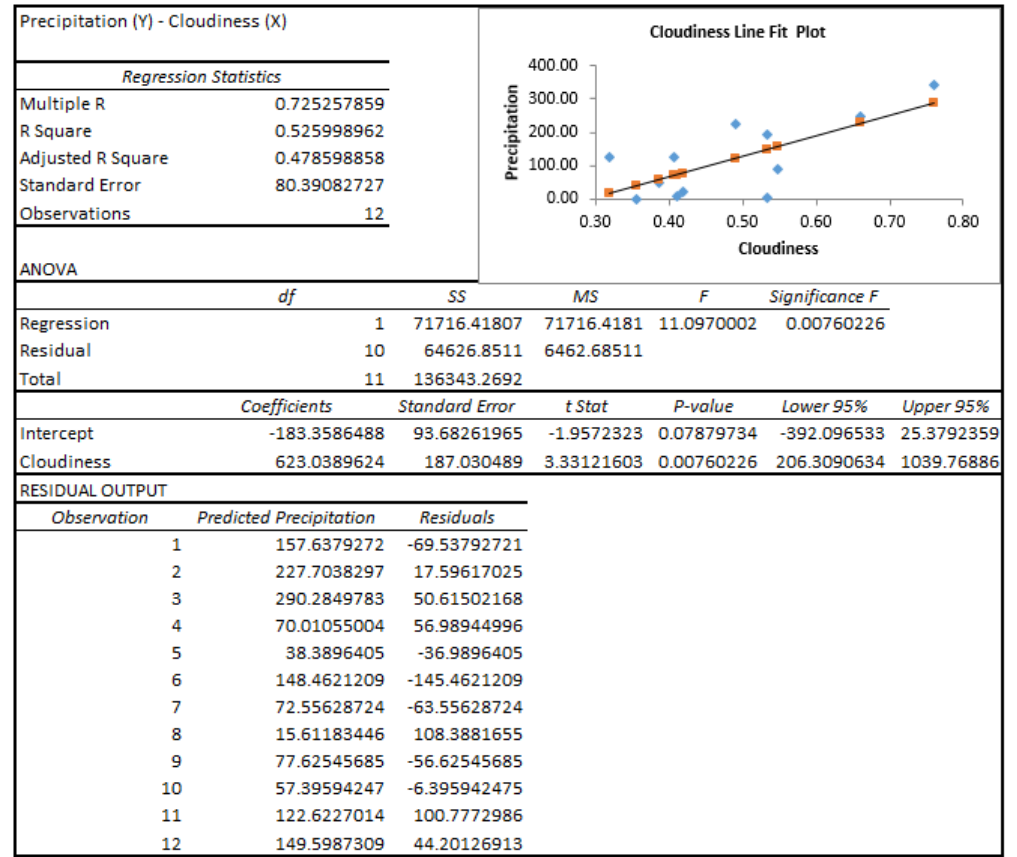 Precipitation (Y) - Cloudiness (X)
Regression Statistics
Multiple R 0.725257859
R Square 0.525998962
Adjusted R Square 0.478598858
Standard Error 80.39082727
Observations 12
Cloudiness Line Fit Plot
Precipitation
400.00
300.00
200.00
100.00
0.00
0.30 0.40 0.50 0.60 0.70 0.80
Cloudiness
ANOVA
df SS MS F Significance F
Regression 1 71716.41807 71716.4181 11.0970002 0.00760226
Residual 10 64626.8511 6462.68511
Total 11 136343.2692
Coefficients Standard Error t Stat P-value Lower 95% Upper 95%
Intercept -183.3586488 93.68261965 -1.9572323 0.07879734 -392.096533 25.3792359
Cloudiness 623.0389624 187.030489 3.33121603 0.00760226 206.3090634 1039.76886
RESIDUAL OUTPUT
Observation Predicted Precipitation Residuals
1 157.6379272 -69.53792721
2 227.7038297 17.59617025
3 290.2849783 50.61502168
4 70.01055004 56.98944996
5 38.3896405 -36.9896405
6 148.4621209 -145.4621209
7 72.55628724 -63.55628724
8 15.61183446 108.3881655
9 77.62545685 -56.62545685
10 57.39594247 -6.395942475
11 122.6227014 100.7772986
12 149.5987309 44.20126913